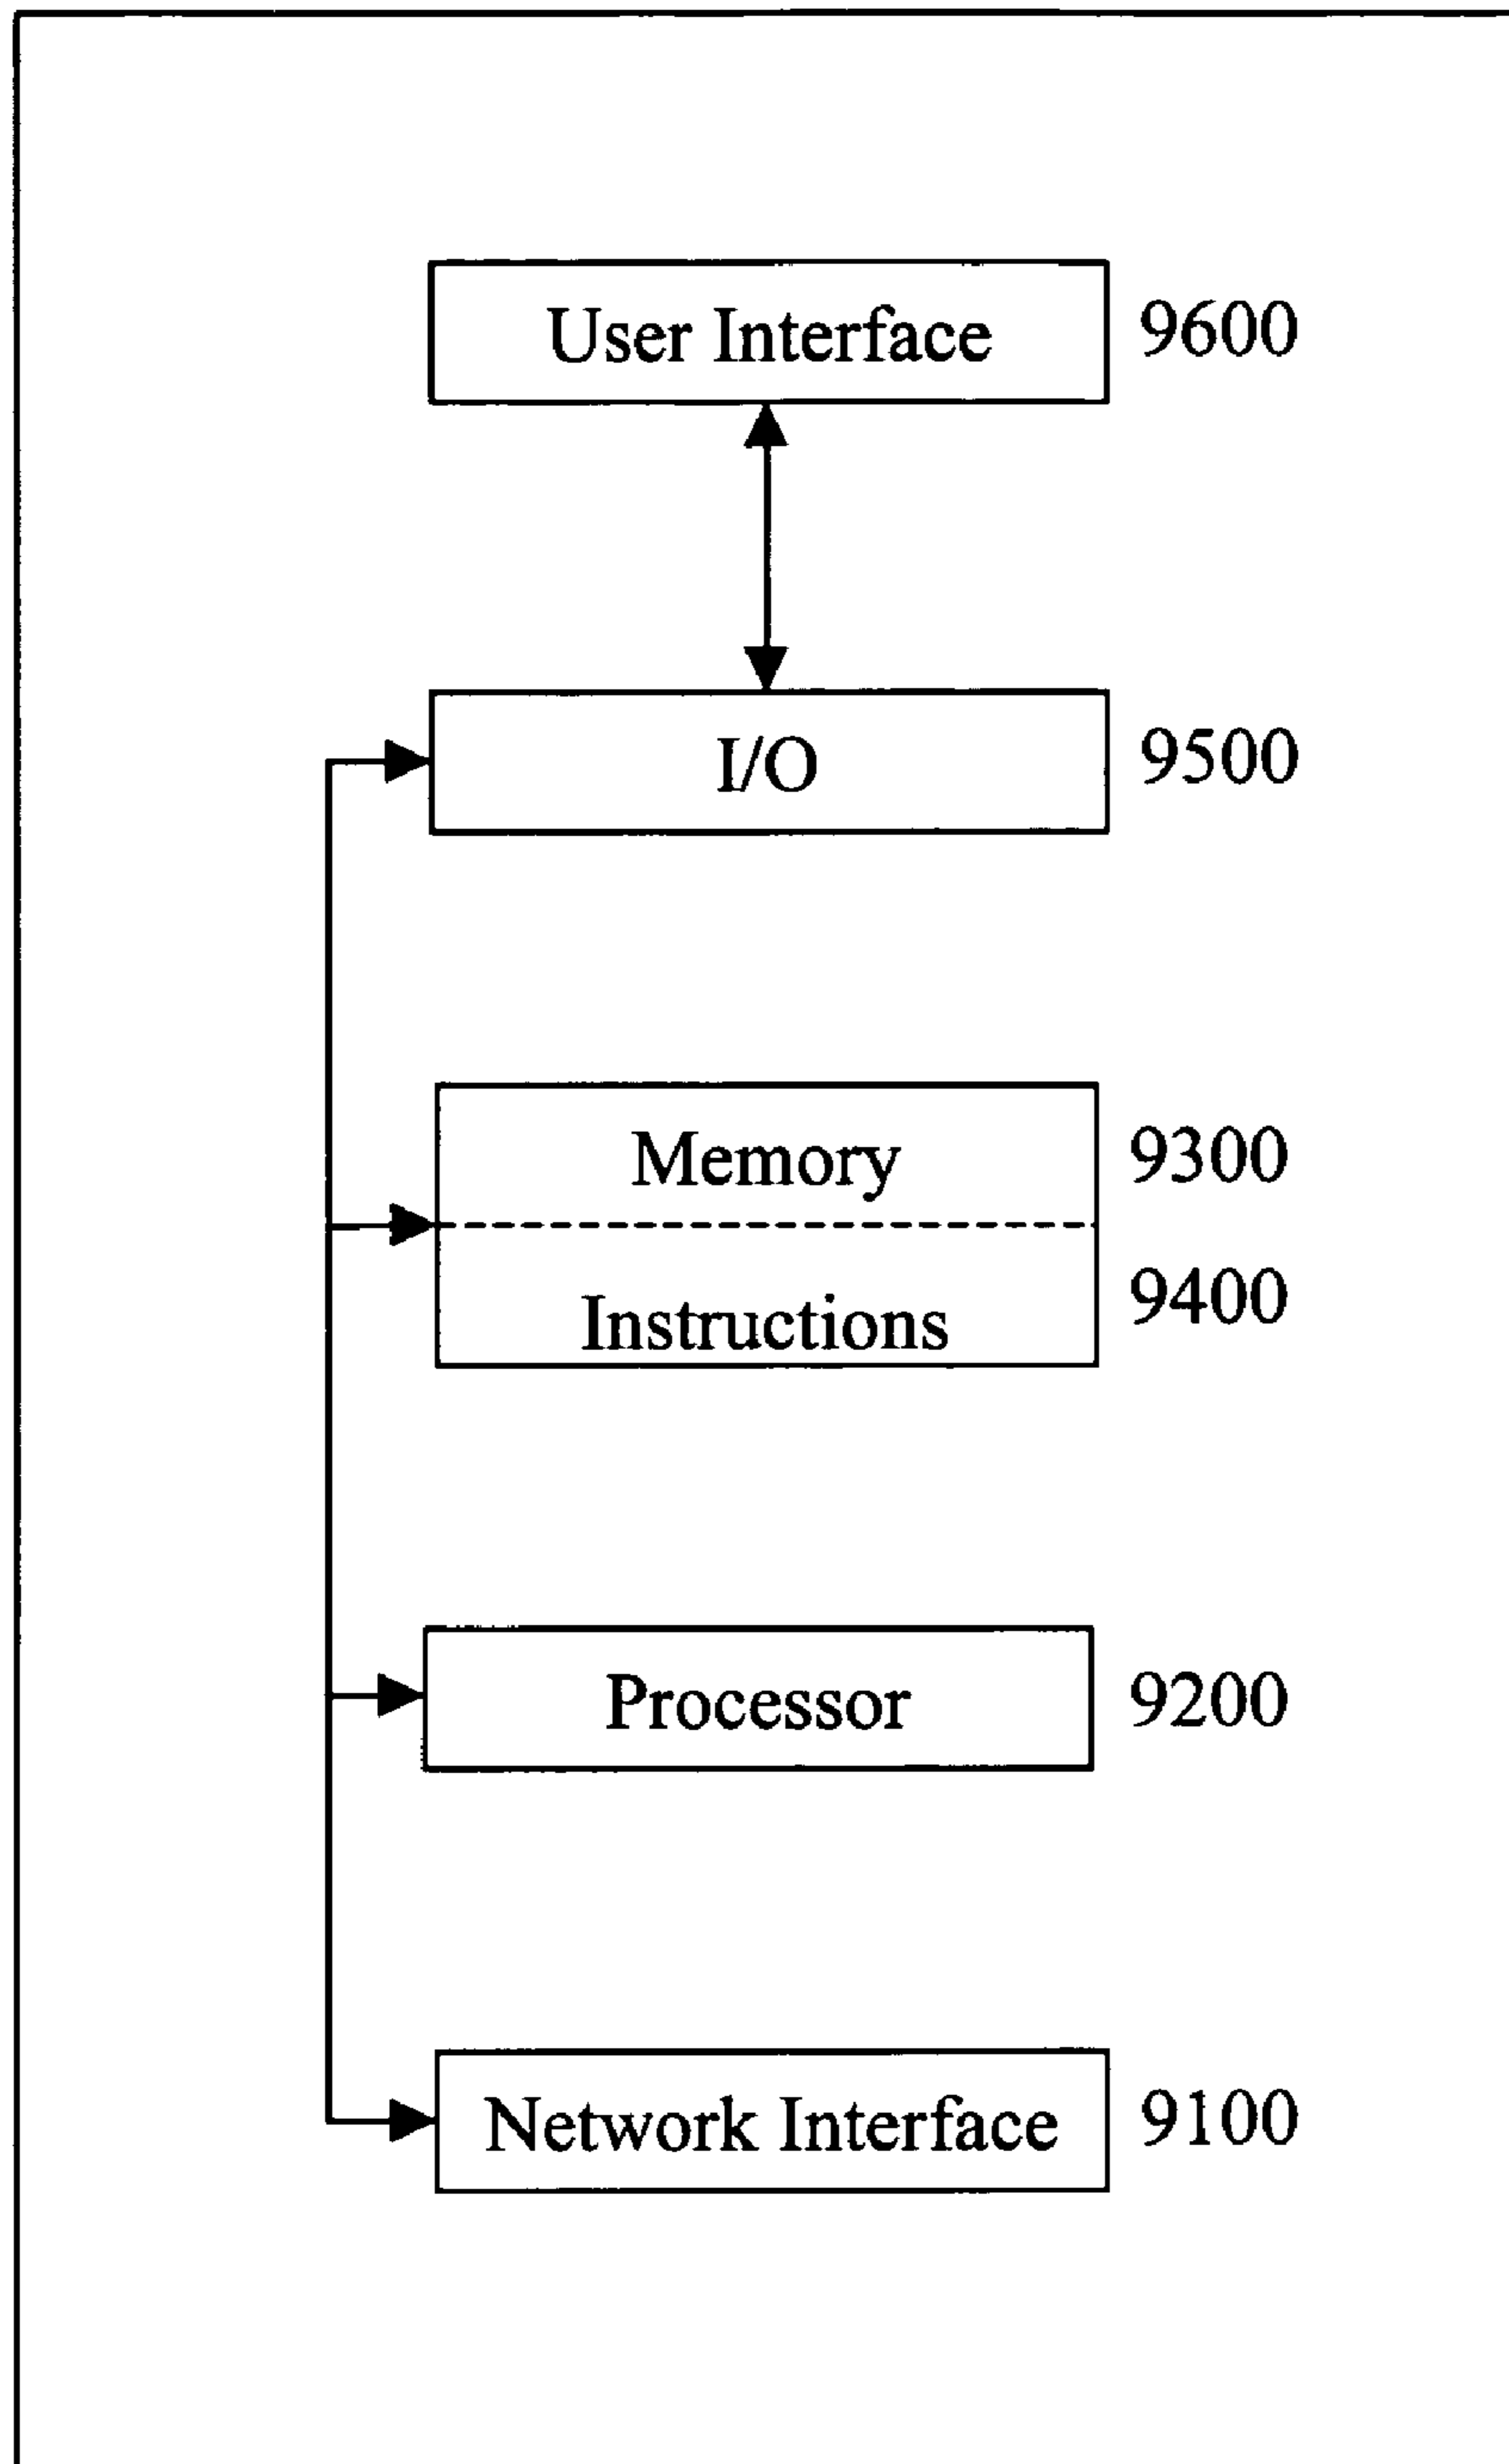 User Interface 9600
I/O 9500
Memory 9300
Instructions 9400
Processor 9200
Network Interface 9100